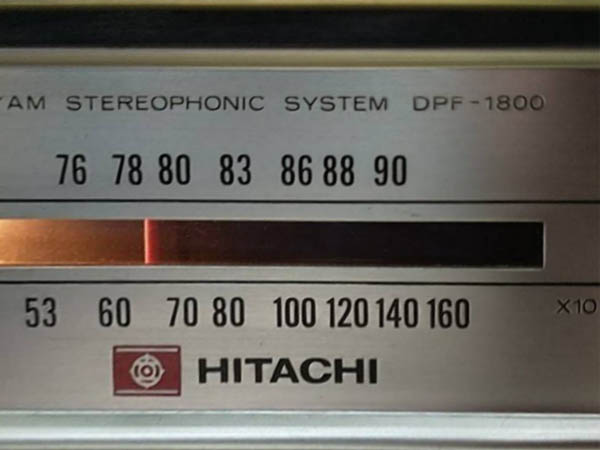 AM STEREOPHONIC SYSTEM DPF-1800
76 78 80 83 86 88 90
53 60 70 80 100 120 140 160 X10
HITACHI